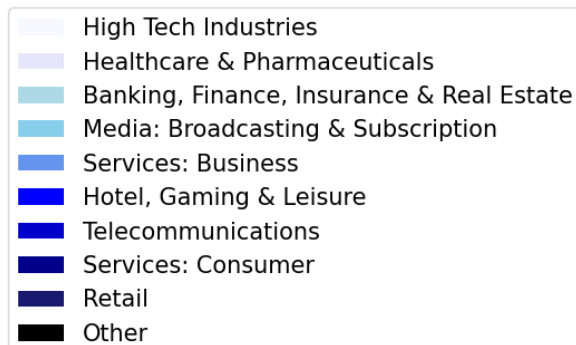 High Tech Industries
Healthcare & Pharmaceuticals
Banking, Finance, Insurance & Real Estate
Media: Broadcasting & Subscription
Services: Business
Hotel, Gaming & Leisure
Telecommunications
Services: Consumer
Retail
Other